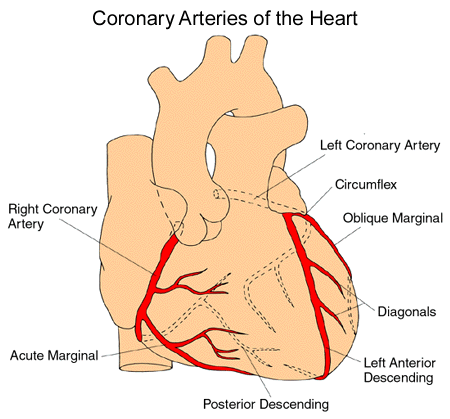 Coronary Arteries of the Heart
Left Coronary Artery
Circumflex
Right Coronary
Artery
Oblique Marginal
Diagonals
Acute Marginal
Left Anterior
Descending
Posterior Descending